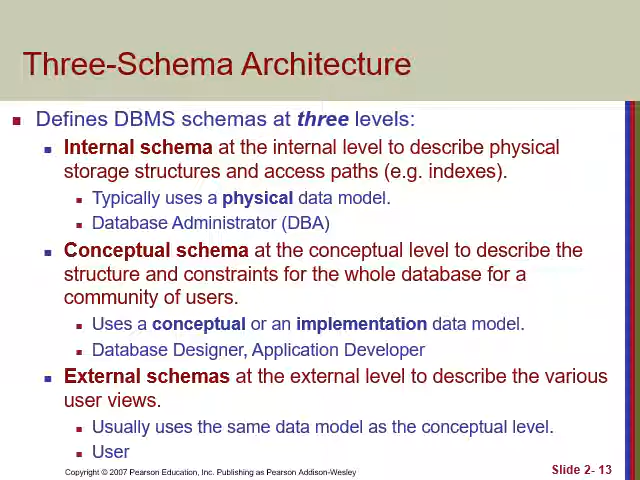 Three-Schema Architecture
Defines DBMS schemas at three levels:
Internal schema at the internal level to describe physical
storage structures and access paths (e.g. indexes).
Typically uses a physical data model.
Database Administrator (DBA)
Conceptual schema at the conceptual level to describe the
structure and constraints for the whole database for a
community of users.
Uses a conceptual or an implementation data model.
Database Designer, Application Developer
External schemas at the external level to describe the various
user views.
Usually uses the same data model as the conceptual level.
User
Copyright © 2007 Pearson Education, Inc. Publishing as Pearson Addison-Wesley
Slide 2- 13